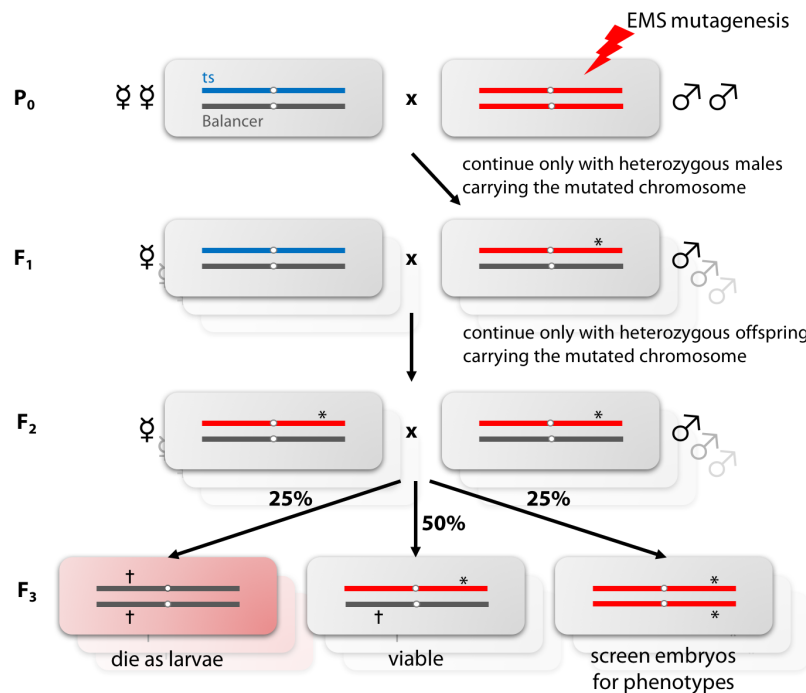 EMS mutagenesis
P0
ts
Balancer
x
continue only with heterozygous males
carrying the mutated chromosome
F1
x
*
continue only with heterozygous offspring
carrying the mutated chromosome
F2
*
x
*
25%
50%
25%
F3
†
†
die as larvae
*
†
viable
*
*
screen embryos
for phenotypes